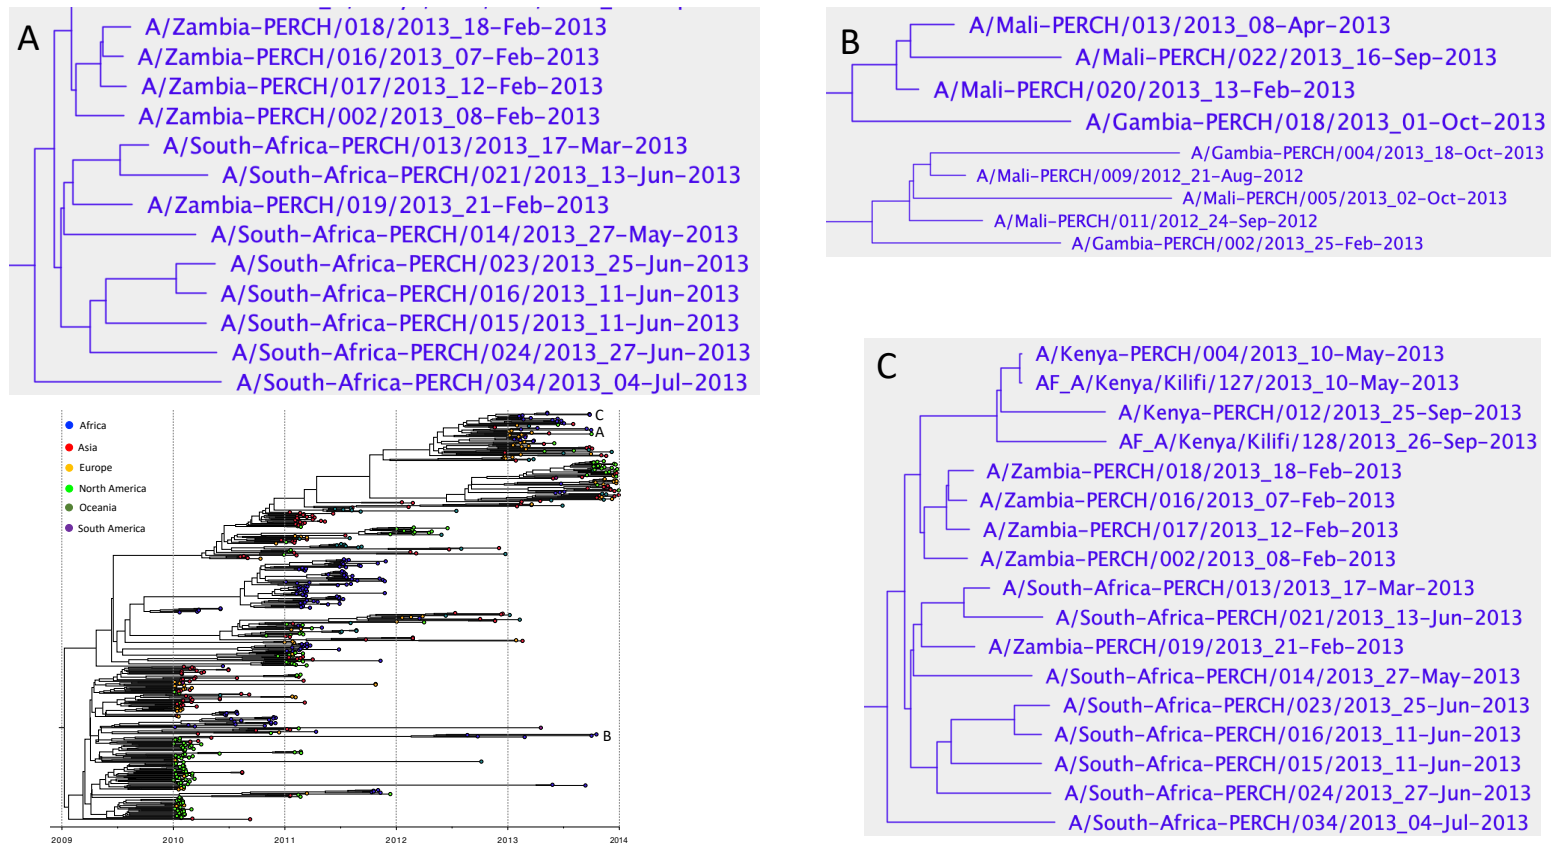 A
A/Zambia-PERCH/018/2013_18-Feb-2013
A/Zambia-PERCH/016/2013_07-Feb-2013
A/Zambia-PERCH/017/2013_12-Feb-2013
A/Zambia-PERCH/002/2013_08-Feb-2013
A/South-Africa-PERCH/013/2013_17-Mar-2013
A/South-Africa-PERCH/021/2013_13-Jun-2013
A/Zambia-PERCH/019/2013_21-Feb-2013
A/South-Africa-PERCH/014/2013_27-May-2013
A/South-Africa-PERCH/023/2013_25-Jun-2013
A/South-Africa-PERCH/016/2013_11-Jun-2013
A/South-Africa-PERCH/015/2013_11-Jun-2013
A/South-Africa-PERCH/024/2013_27-Jun-2013
A/South-Africa-PERCH/034/2013_04-Jul-2013
B
A/Mali-PERCH/013/2013_08-Apr-2013
A/Mali-PERCH/022/2013_16-Sep-2013
A/Mali-PERCH/020/2013_13-Feb-2013
A/Gambia-PERCH/018/2013_01-Oct-2013
A/Gambia-PERCH/004/2013_18-Oct-2013
A/Mali-PERCH/009/2012_21-Aug-2012
A/Mali-PERCH/005/2013_02-Oct-2013
A/Mali-PERCH/011/2012_24-Sep-2012
A/Gambia-PERCH/002/2013_25-Feb-2013
Africa
Asia
Europe
North America
Oceania
South America
C
A
B
2009 2010 2011 2012 2013 2014
C
A/Kenya-PERCH/004/2013_10-May-2013
AF_A/Kenya/Kilifi/127/2013_10-May-2013
A/Kenya-PERCH/012/2013_25-Sep-2013
AF_A/Kenya/Kilifi/128/2013_26-Sep-2013
A/Zambia-PERCH/018/2013_18-Feb-2013
A/Zambia-PERCH/016/2013_07-Feb-2013
A/Zambia-PERCH/017/2013_12-Feb-2013
A/Zambia-PERCH/002/2013_08-Feb-2013
A/South-Africa-PERCH/013/2013_17-Mar-2013
A/South-Africa-PERCH/021/2013_13-Jun-2013
A/Zambia-PERCH/019/2013_21-Feb-2013
A/South-Africa-PERCH/014/2013_27-May-2013
A/South-Africa-PERCH/023/2013_25-Jun-2013
A/South-Africa-PERCH/016/2013_11-Jun-2013
A/South-Africa-PERCH/015/2013_11-Jun-2013
A/South-Africa-PERCH/024/2013_27-Jun-2013
A/South-Africa-PERCH/034/2013_04-Jul-2013